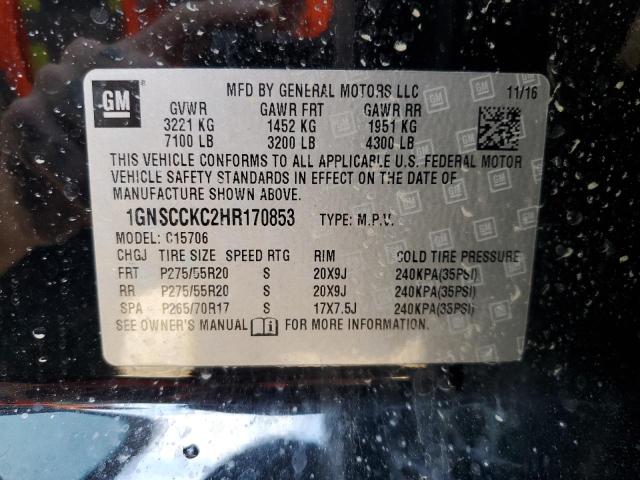 GM
MFD BY GENERAL MOTORS LLC 11/16
GVWR GAWR FRT GAWR RR
3221 KG 1452 KG 1951 KG
7100 LB 3200 LB 4300 LB
THIS VEHICLE CONFORMS TO ALL APPLICABLE U.S. FEDERAL MOTOR
VEHICLE SAFETY STANDARDS IN EFFECT ON THE DATE OF
MANUFACTURE SHOWN ABOVE.
1GNSCCKC2HR170853 TYPE: M.P.V.
MODEL: C15706
CHGJ TIRE SIZE SPEED RTG RIM COLD TIRE PRESSURE
FRT P275/55R20 S 20X9J 240KPA(35PSI)
RR P275/55R20 S 20X9J 240KPA(35PSI)
SPA P265/70R17 S 17X7.5J 240KPA(35PSI)
SEE OWNER'S MANUAL FOR MORE INFORMATION.